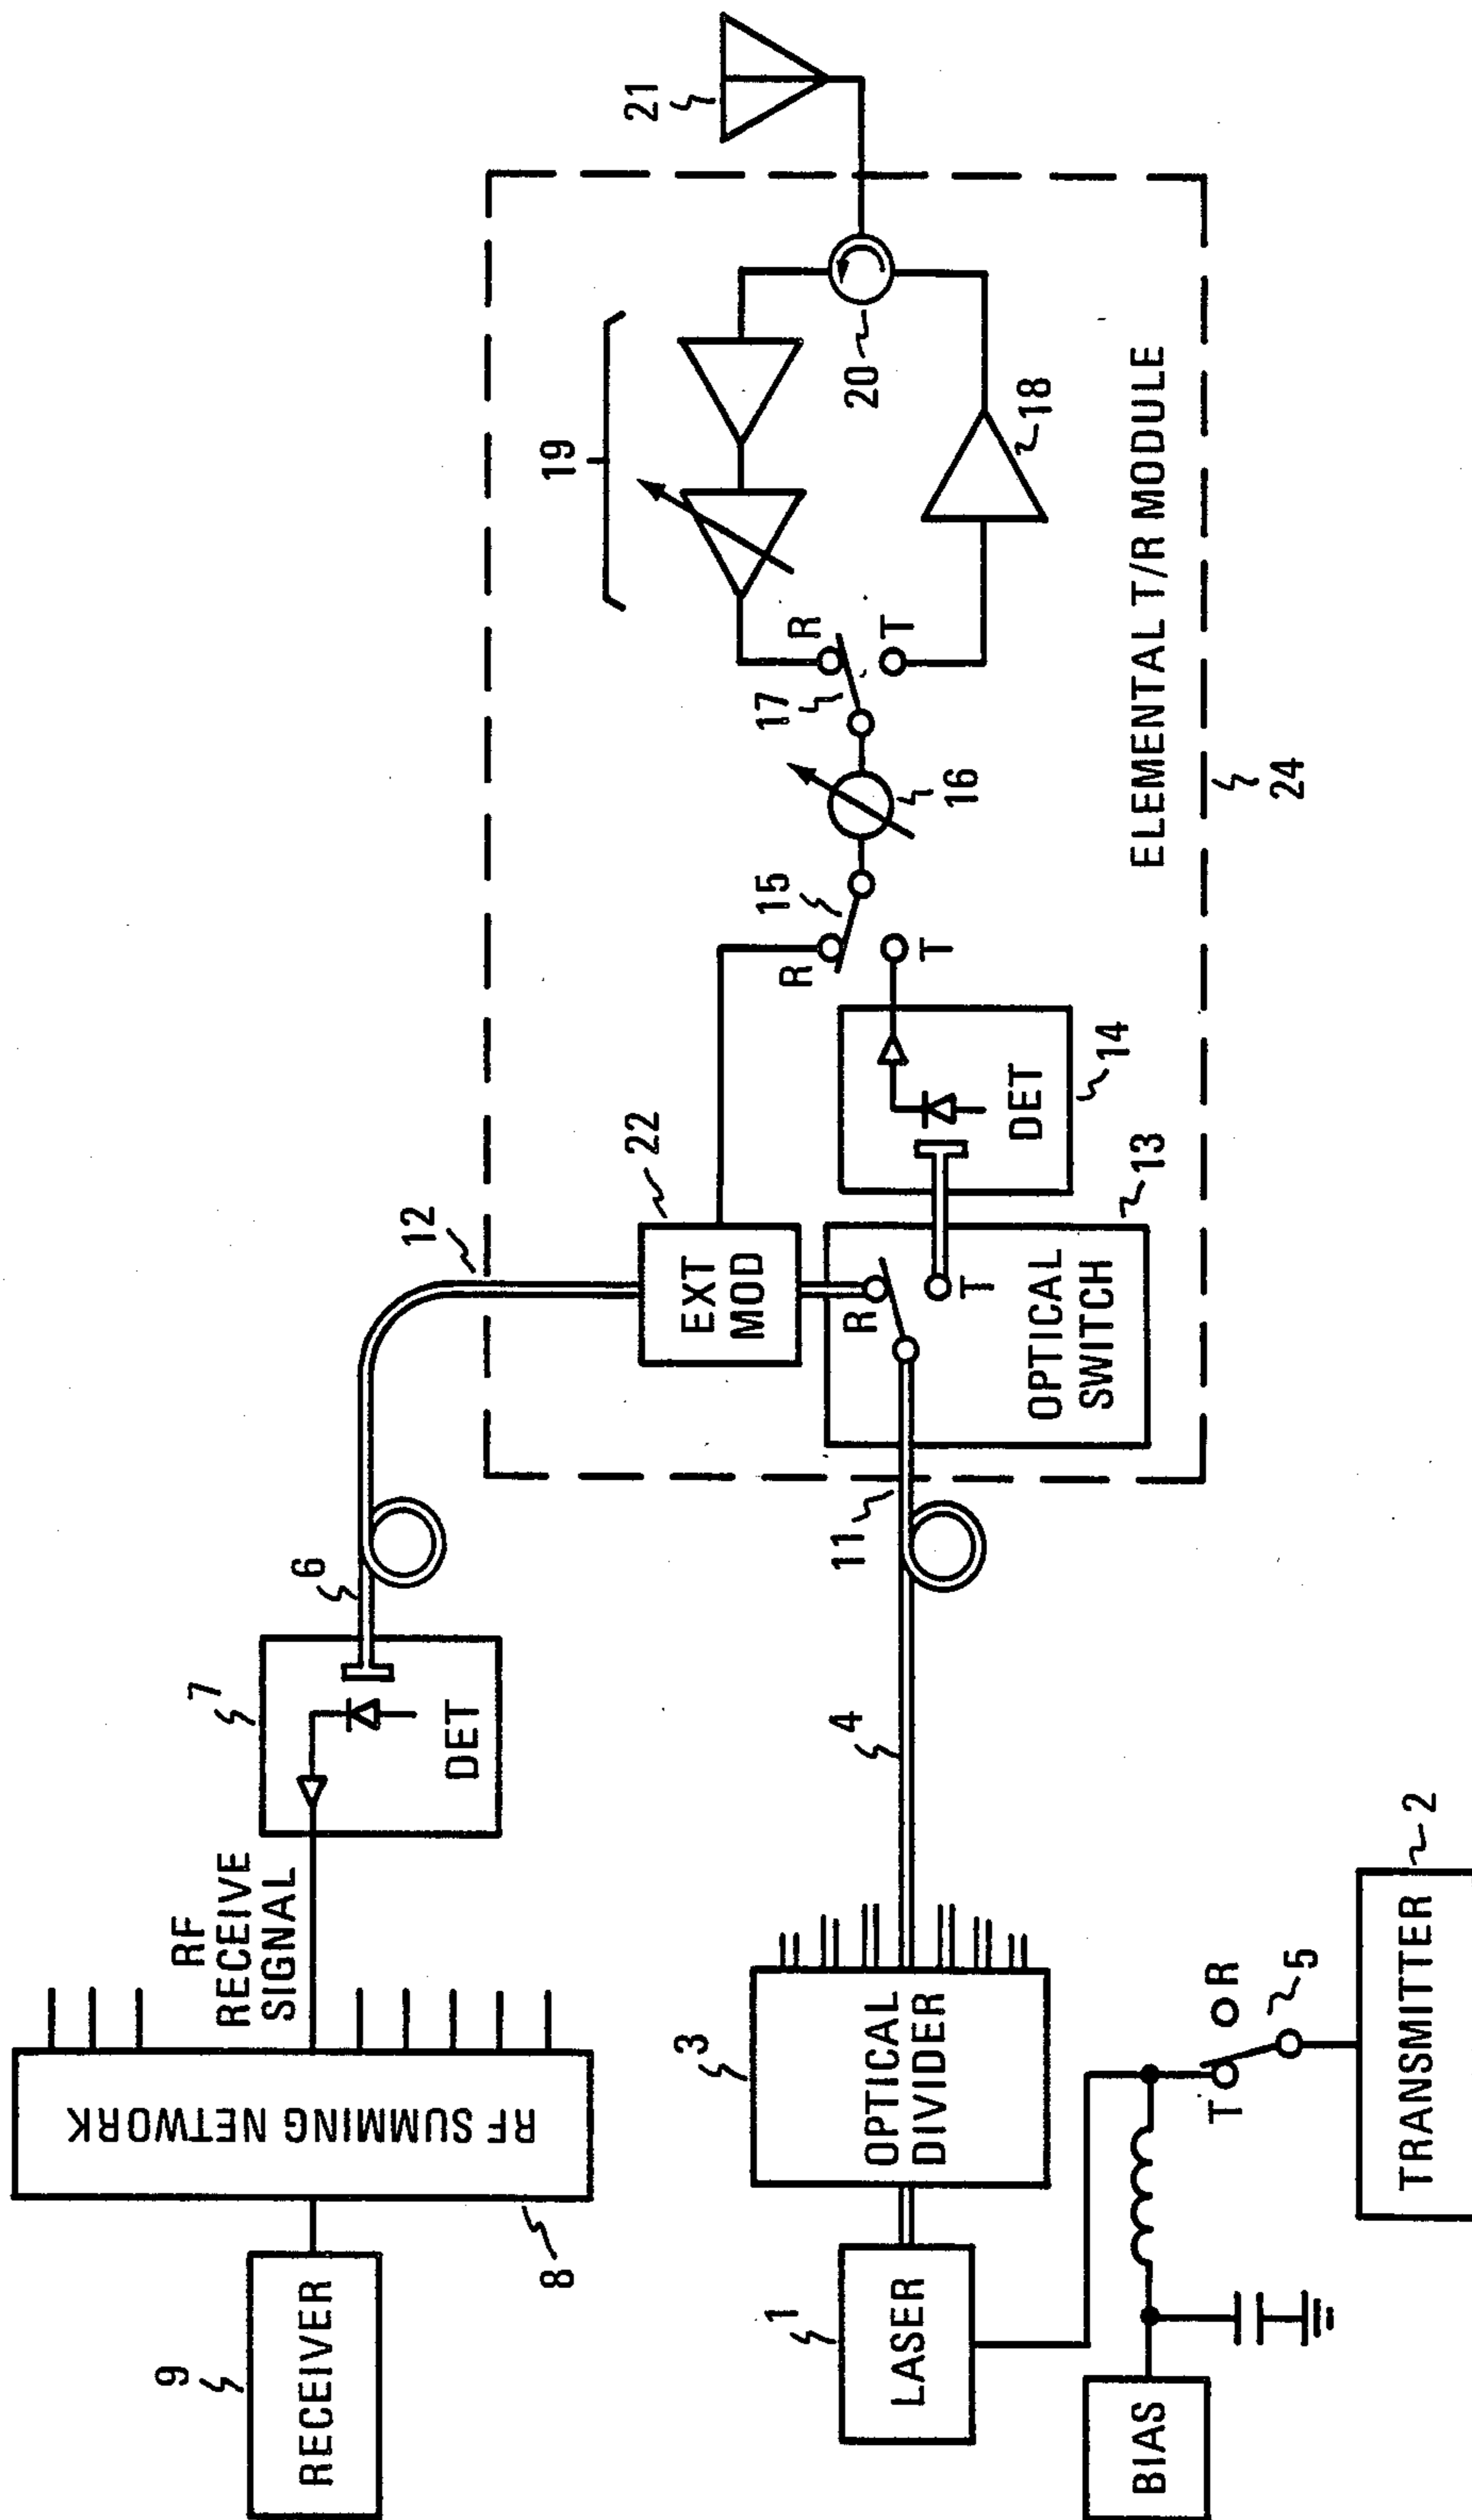 RECEIVER
9
RF SUMMING NETWORK
8
RF
RECEIVE
SIGNAL
7
DET
6
12
LASER
1
OPTICAL
DIVIDER
3
4
11
BIAS
T
R
5
TRANSMITTER
2
EXT
MOD
22
R
T
OPTICAL
SWITCH
13
DET
14
R
T
15
16
17
R
T
19
18
20
21
ELEMENTAL T/R MODULE
24